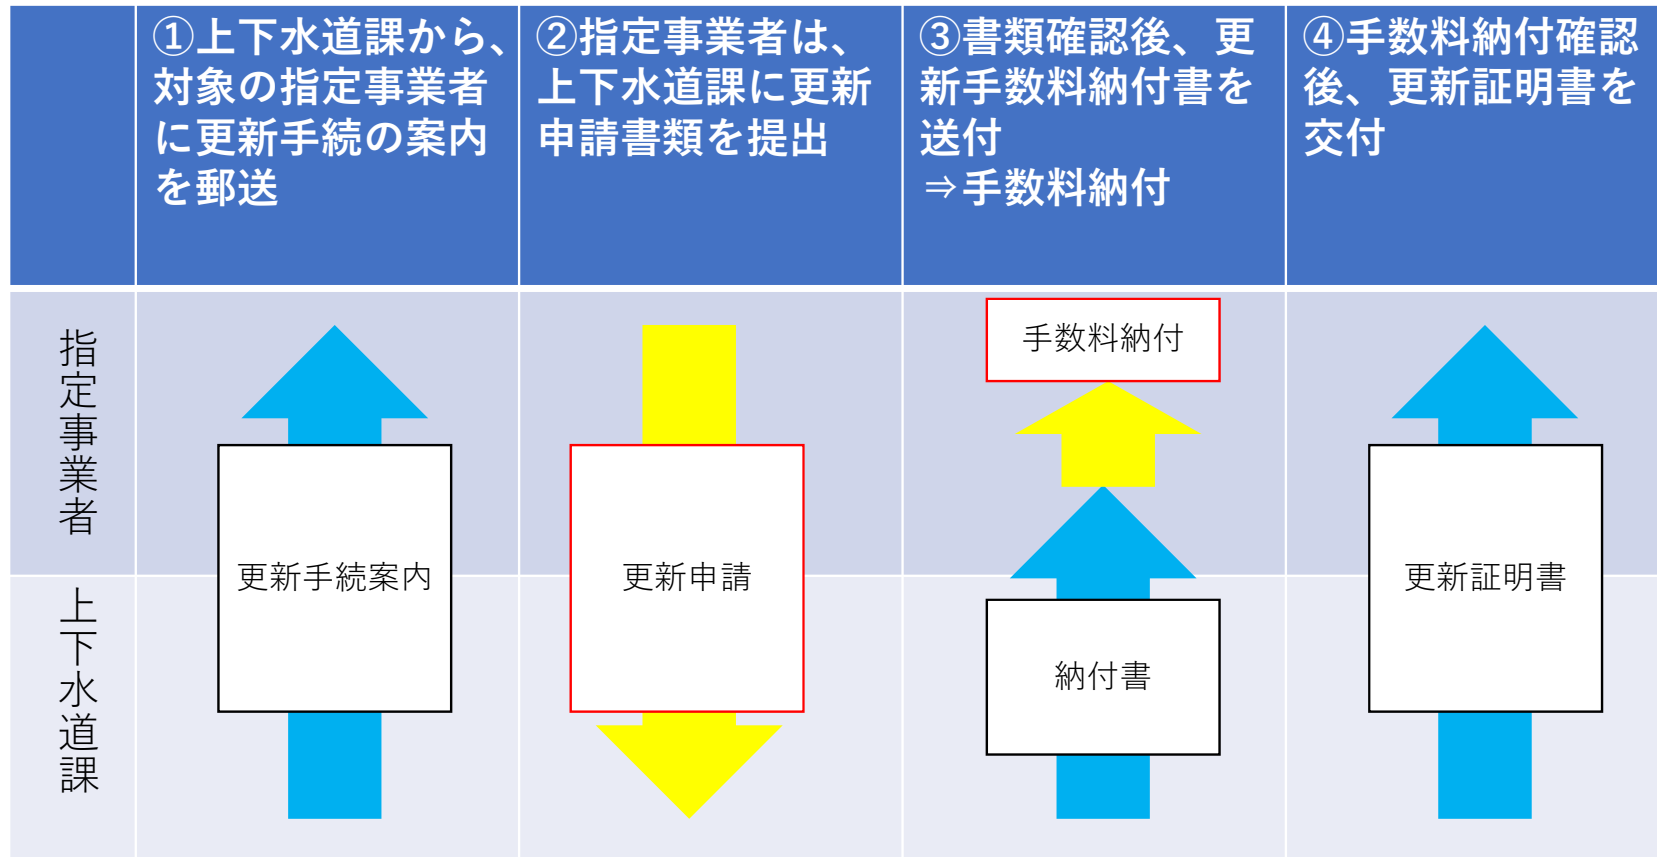 ①上下水道課から、
対象の指定事業者
に更新手続の案内
を郵送
②指定事業者は、
上下水道課に更新
申請書類を提出
③書類確認後、更
新手数料納付書を
送付
⇒手数料納付
④手数料納付確認
後、更新証明書を
交付
指定事業者
更新手続案内
更新申請
手数料納付
納付書
更新証明書
上下水道課